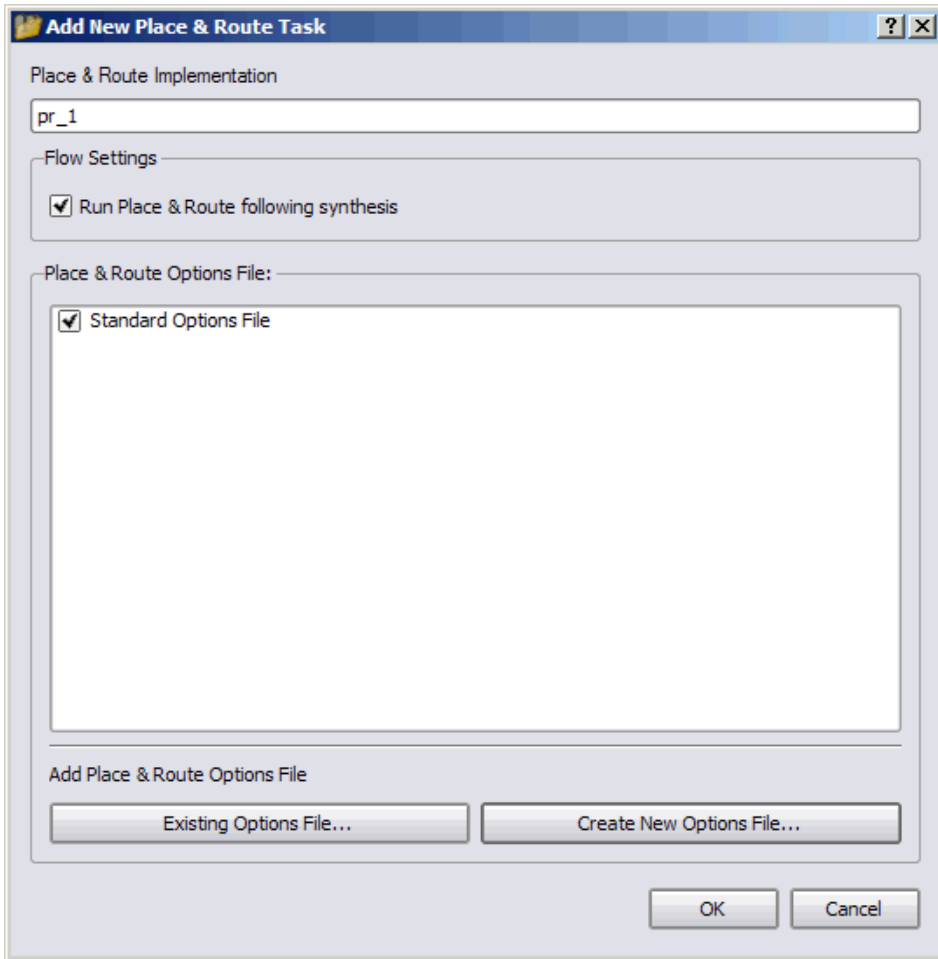 Add New Place & Route Task
Place & Route Implementation
pr_1
Flow Settings
Run Place & Route following synthesis
Place & Route Options File:
Standard Options File
Add Place & Route Options File
Existing Options File... Create New Options File...
OK Cancel